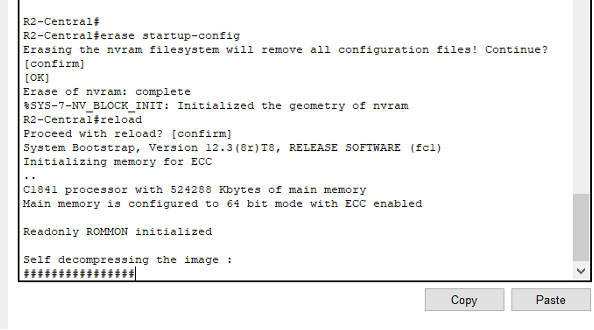 R2-Central#
R2-Central#erase startup-config
Erasing the nvram filesystem will remove all configuration files! Continue?
[confirm]
[OK]
Erase of nvram: complete
%SYS-7-NV_BLOCK_INIT: Initialized the geometry of nvram
R2-Central#reload
Proceed with reload? [confirm]
System Bootstrap, Version 12.3(8r)T8, RELEASE SOFTWARE (fc1)
Initializing memory for ECC
..
C1841 processor with 524288 Kbytes of main memory
Main memory is configured to 64 bit mode with ECC enabled
Readonly ROMMON initialized
Self decompressing the image :
################
Copy Paste